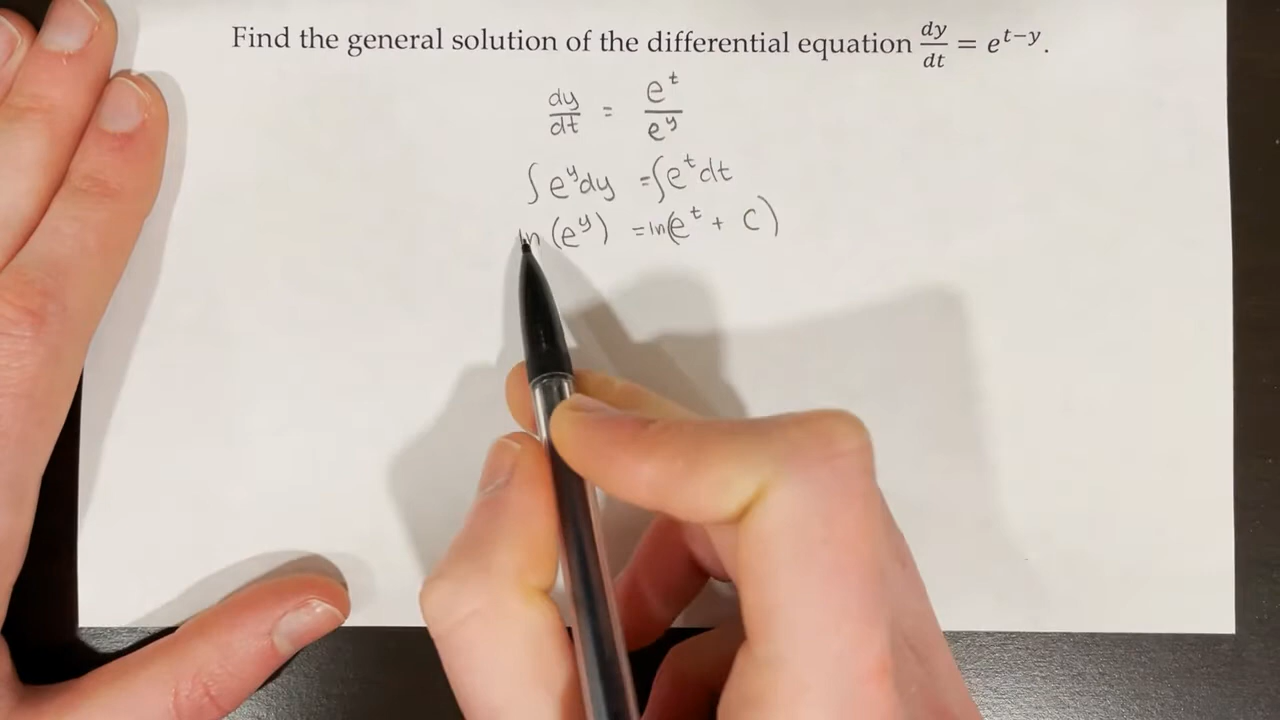 Find the general solution of the differential equation dy/dt = e^{t−y}.
dy/dt = e^t/e^y
∫e^y dy = ∫e^t dt
ln(e^y) = ln(e^t + C)